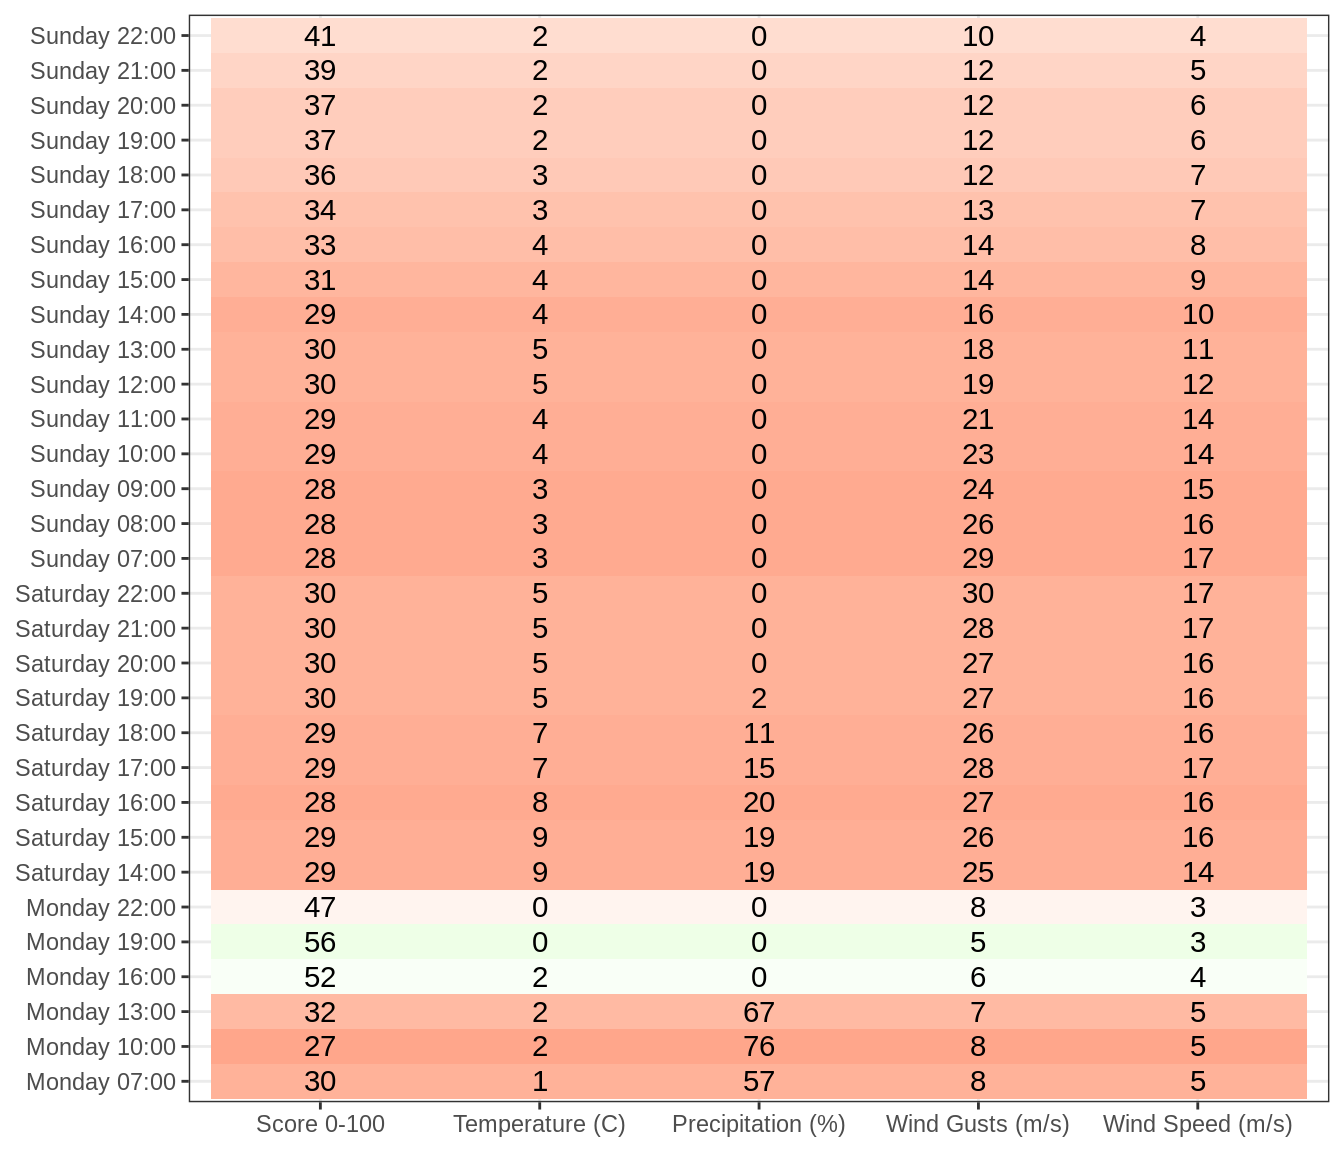 Sunday 22:00 41 2 0 10 4
Sunday 21:00 39 2 0 12 5
Sunday 20:00 37 2 0 12 6
Sunday 19:00 37 2 0 12 6
Sunday 18:00 36 3 0 12 7
Sunday 17:00 34 3 0 13 7
Sunday 16:00 33 4 0 14 8
Sunday 15:00 31 4 0 14 9
Sunday 14:00 29 4 0 16 10
Sunday 13:00 30 5 0 18 11
Sunday 12:00 30 5 0 19 12
Sunday 11:00 29 4 0 21 14
Sunday 10:00 29 4 0 23 14
Sunday 09:00 28 3 0 24 15
Sunday 08:00 28 3 0 26 16
Sunday 07:00 28 3 0 29 17
Saturday 22:00 30 5 0 30 17
Saturday 21:00 30 5 0 28 17
Saturday 20:00 30 5 0 27 16
Saturday 19:00 30 5 2 27 16
Saturday 18:00 29 7 11 26 16
Saturday 17:00 29 7 15 28 17
Saturday 16:00 28 8 20 27 16
Saturday 15:00 29 9 19 26 16
Saturday 14:00 29 9 19 25 14
Monday 22:00 47 0 0 8 3
Monday 19:00 56 0 0 5 3
Monday 16:00 52 2 0 6 4
Monday 13:00 32 2 67 7 5
Monday 10:00 27 2 76 8 5
Monday 07:00 30 1 57 8 5
Score 0-100 Temperature (C) Precipitation (%) Wind Gusts (m/s) Wind Speed (m/s)